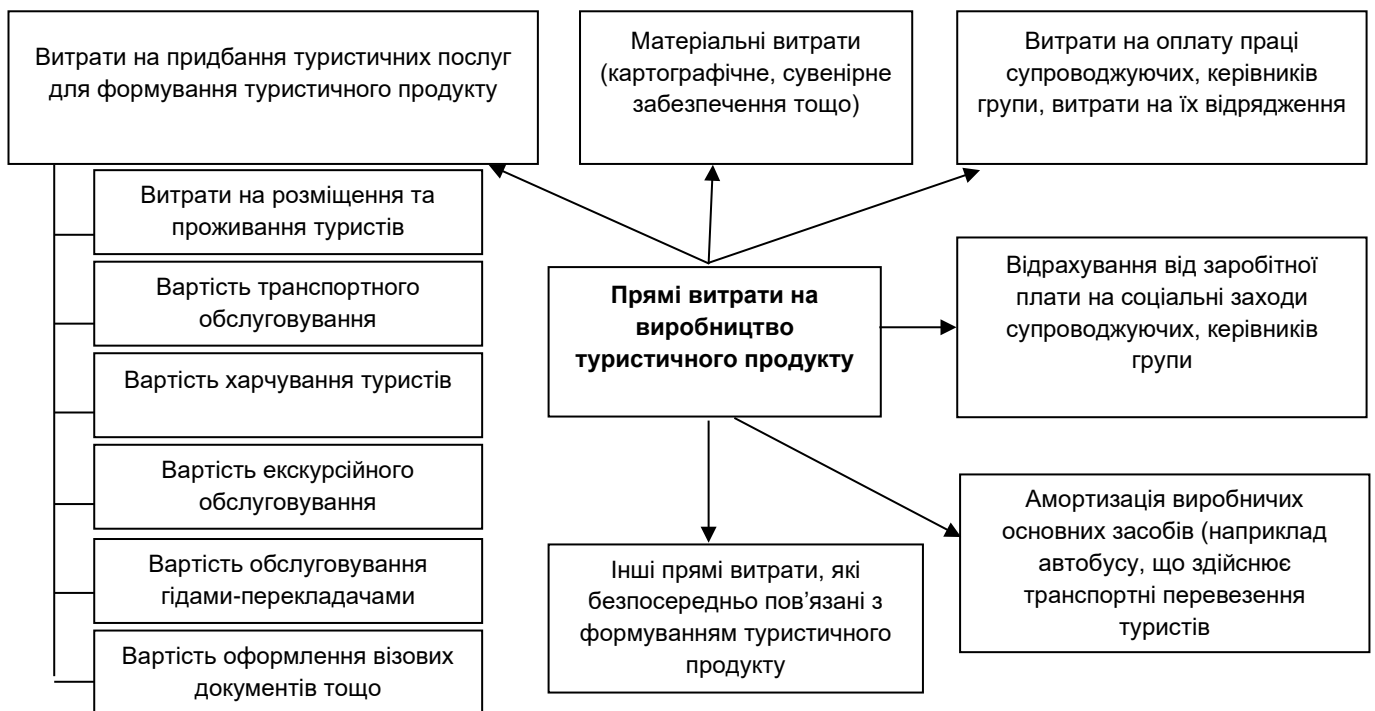 Витрати на придбання туристичних послуг
для формування туристичного продукту
Матеріальні витрати
(картографічне, сувенірне
забезпечення тощо)
Витрати на оплату праці
супроводжуючих, керівників
групи, витрати на їх відрядження
Витрати на розміщення та
проживання туристів
Вартість транспортного
обслуговування
Вартість харчування туристів
Вартість екскурсійного
обслуговування
Вартість обслуговування
гідами-перекладачами
Вартість оформлення візових
документів тощо
Прямі витрати на
виробництво
туристичного продукту
Відрахування від заробітної
плати на соціальні заходи
супроводжуючих, керівників
групи
Інші прямі витрати, які
безпосередньо пов’язані з
формуванням туристичного
продукту
Амортизація виробничих
основних засобів (наприклад
автобусу, що здійснює
транспортні перевезення
туристів